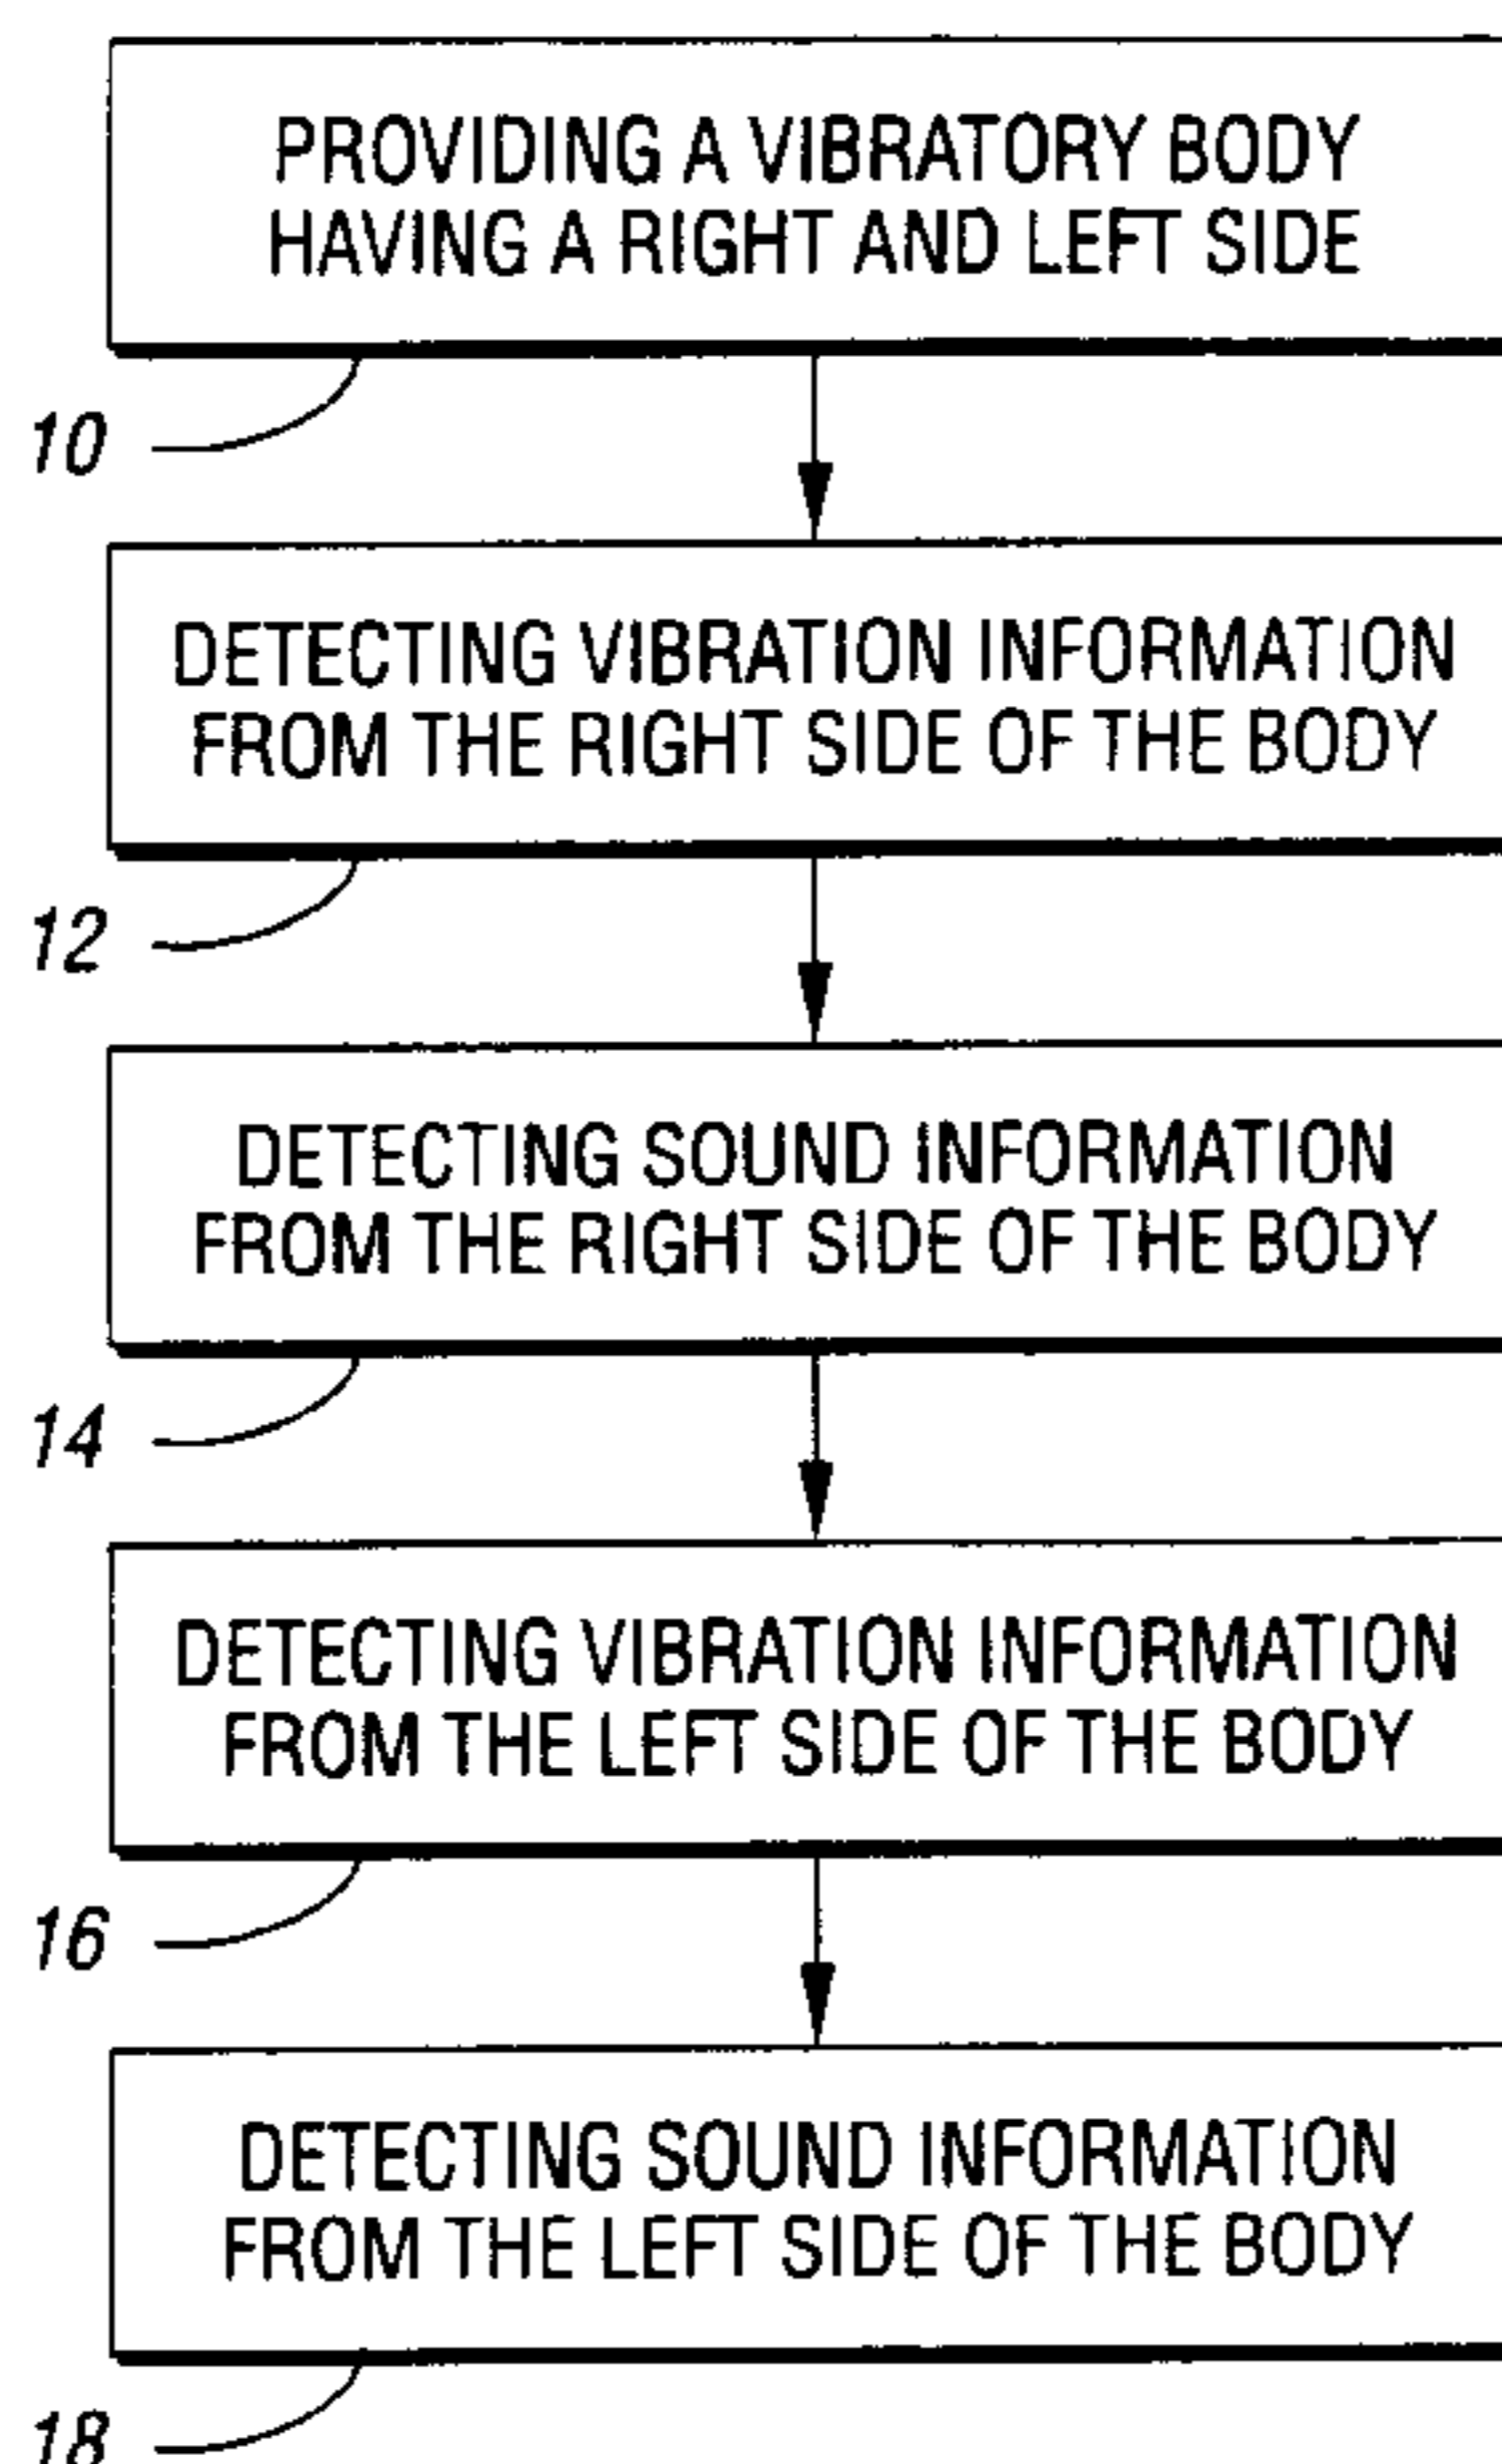 PROVIDING A VIBRATORY BODY
HAVING A RIGHT AND LEFT SIDE
10
DETECTING VIBRATION INFORMATION
FROM THE RIGHT SIDE OF THE BODY
12
DETECTING SOUND INFORMATION
FROM THE RIGHT SIDE OF THE BODY
14
DETECTING VIBRATION INFORMATION
FROM THE LEFT SIDE OF THE BODY
16
DETECTING SOUND INFORMATION
FROM THE LEFT SIDE OF THE BODY
18